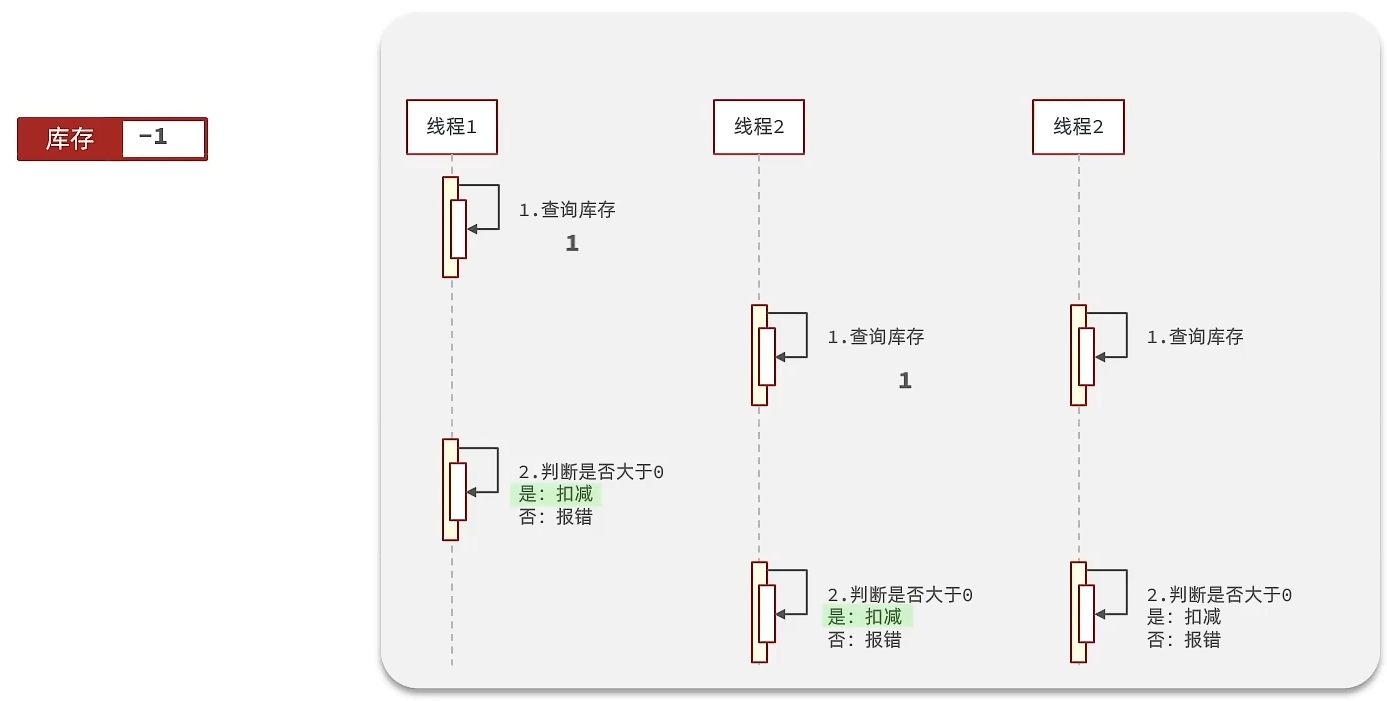 库存 -1
线程1
线程2
线程2
1.查询库存
1
1.查询库存
1
1.查询库存
2.判断是否大于0
是：扣减
否：报错
2.判断是否大于0
是：扣减
否：报错
2.判断是否大于0
是：扣减
否：报错